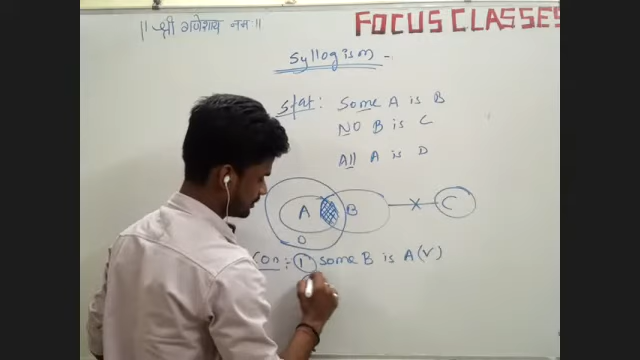 ॥ श्री गणेशाय नमः ॥
FOCUS CLASSES
Syllogism -
Stat: Some A is B
NO B is C
All A is D
A B C
D
Con: ① some B is A (V)